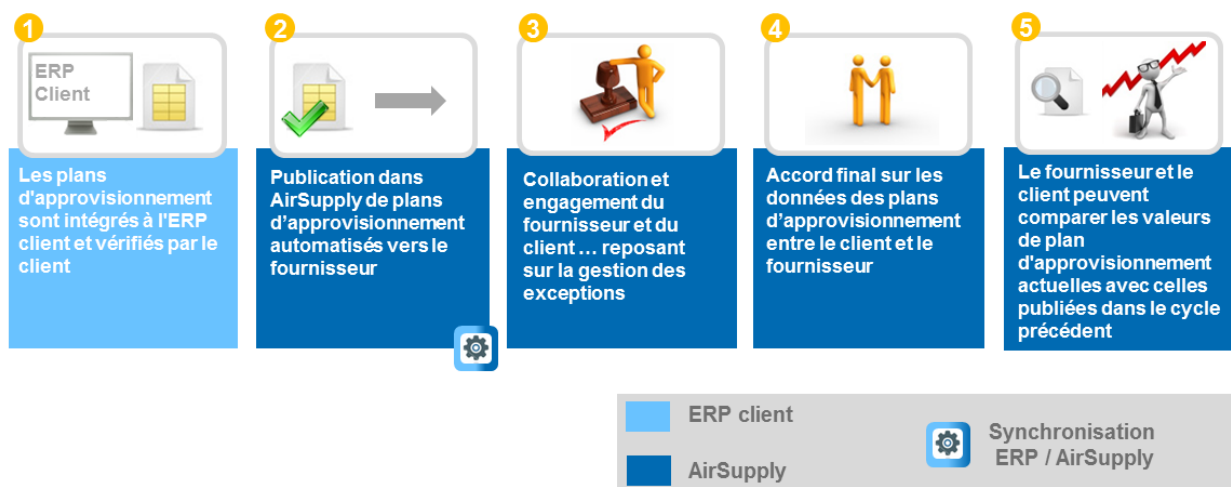 1
ERP
Client
Les plans
d'approvisionnement
sont intégrés à l'ERP
client et vérifiés par le
client
2
Publication dans
AirSupply de plans
d’approvisionnement
automatisés vers le
fournisseur
3
Collaboration et
engagement du
fournisseur et du
client … reposant
sur la gestion des
exceptions
4
Accord final sur les
données des plans
d’approvisionnement
entre le client et le
fournisseur
5
Le fournisseur et le
client peuvent
comparer les valeurs
de plan
d'approvisionnement
actuelles avec celles
publiées dans le cycle
précédent
ERP client
AirSupply
Synchronisation
ERP / AirSupply